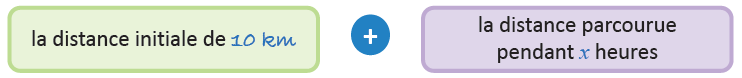 la distance initiale de 10 km
+
la distance parcourue
pendant x heures